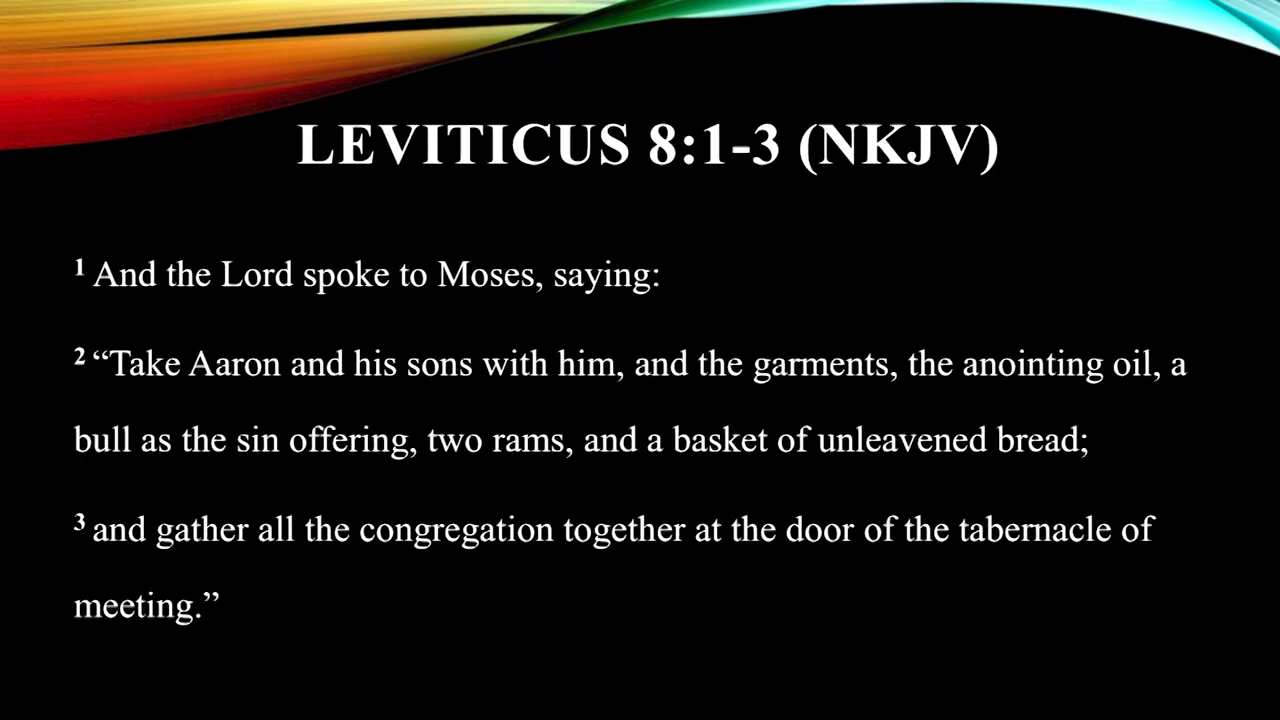 LEVITICUS 8:1-3 (NKJV)
1 And the Lord spoke to Moses, saying:
2 “Take Aaron and his sons with him, and the garments, the anointing oil, a
bull as the sin offering, two rams, and a basket of unleavened bread;
3 and gather all the congregation together at the door of the tabernacle of
meeting.”